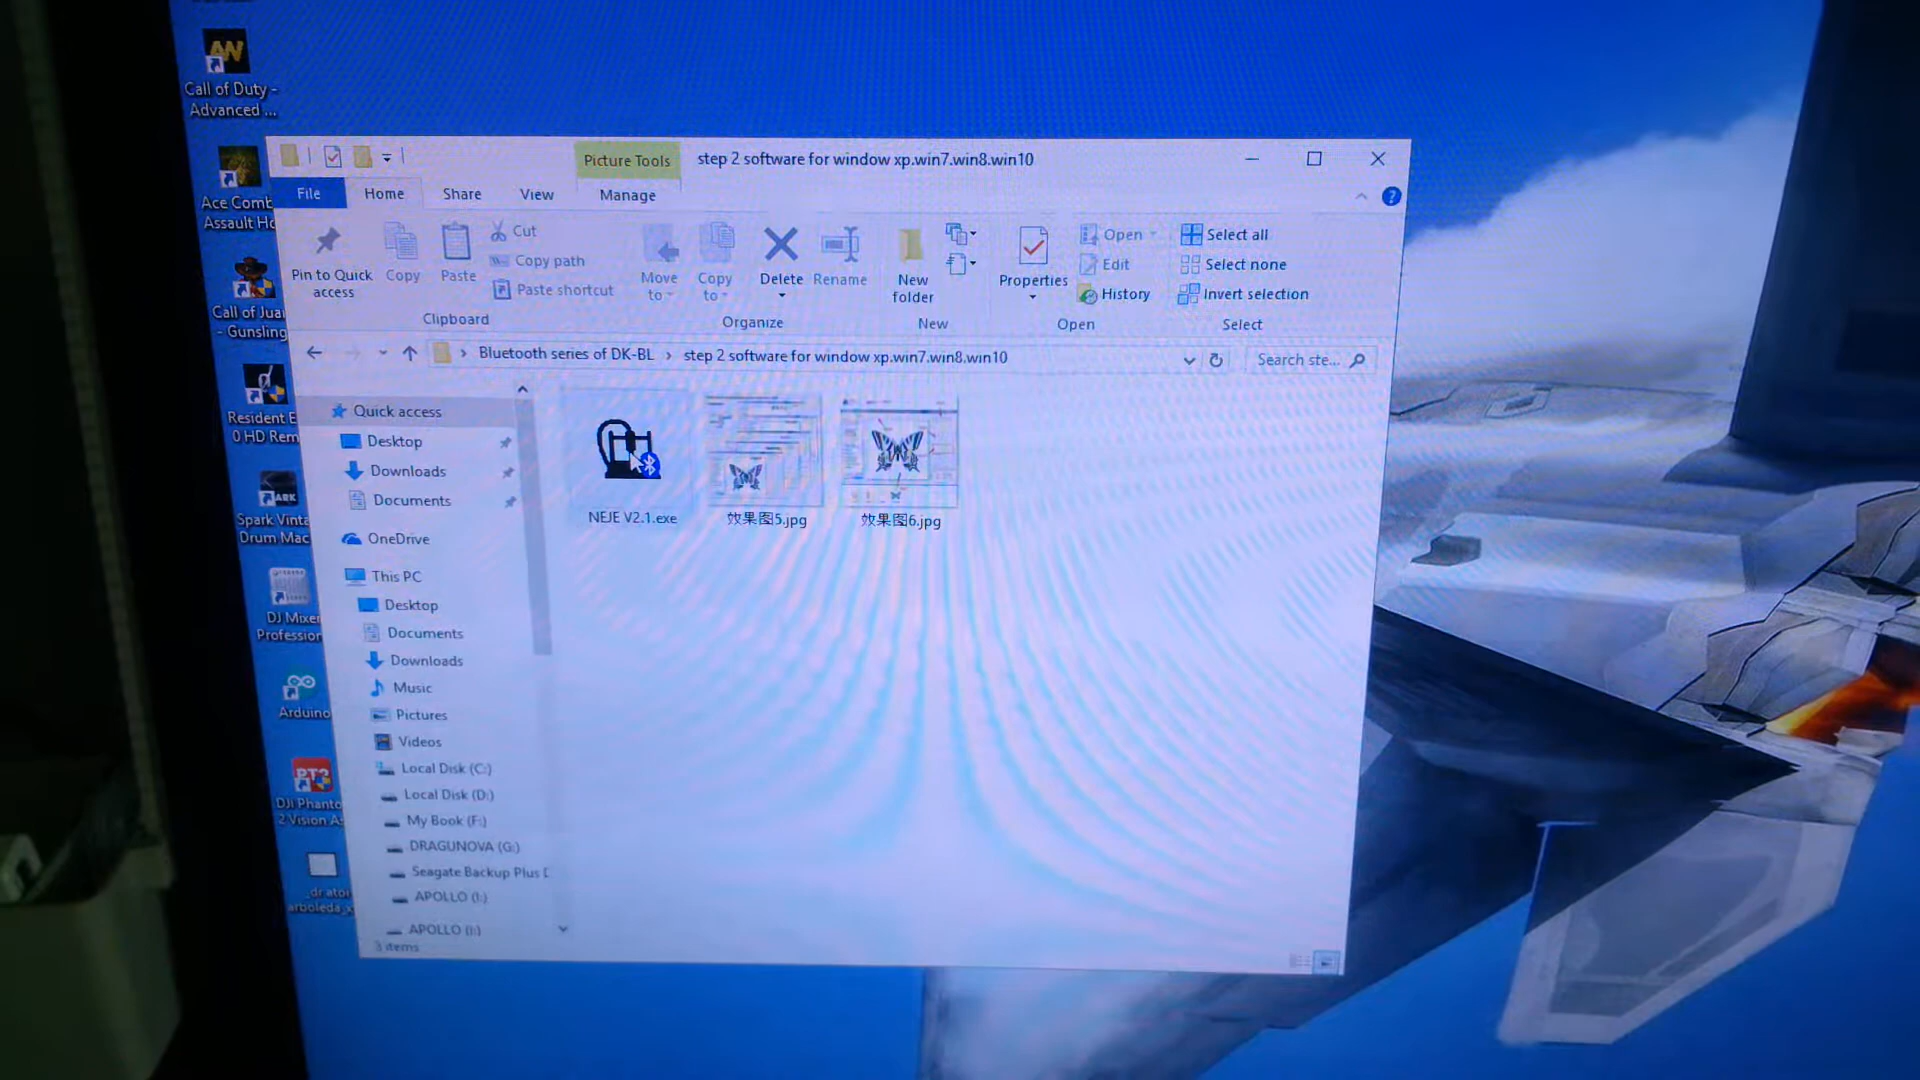 Call of Duty -
Advanced ...
Ace Comb
Assault Ho
Call of Juar
- Gunsling
Resident E
0 HD Rem
ARK
Spark Vinta
Drum Mac
DJ Mixer
Profession
Arduino
DJI Phanto
2 Vision As
Picture Tools
step 2 software for window xp.win7.win8.win10
File
Home
Share
View
Manage
Pin to Quick
access
Copy
Paste
Cut
Copy path
Paste shortcut
Clipboard
Move
to
Copy
to
Delete
Rename
Organize
New
folder
New
Properties
Open
Edit
History
Open
Select all
Select none
Invert selection
Select
Bluetooth series of DK-BL
step 2 software for window xp.win7.win8.win10
Search ste...
Quick access
Desktop
Downloads
Documents
OneDrive
This PC
Desktop
Documents
Downloads
Music
Pictures
Videos
Local Disk (C:)
Local Disk (D:)
My Book (F:)
DRAGUNOVA (G:)
Seagate Backup Plus D
APOLLO (I:)
APOLLO (I:)
3 items
NEJE V2.1.exe
效果图5.jpg
效果图6.jpg